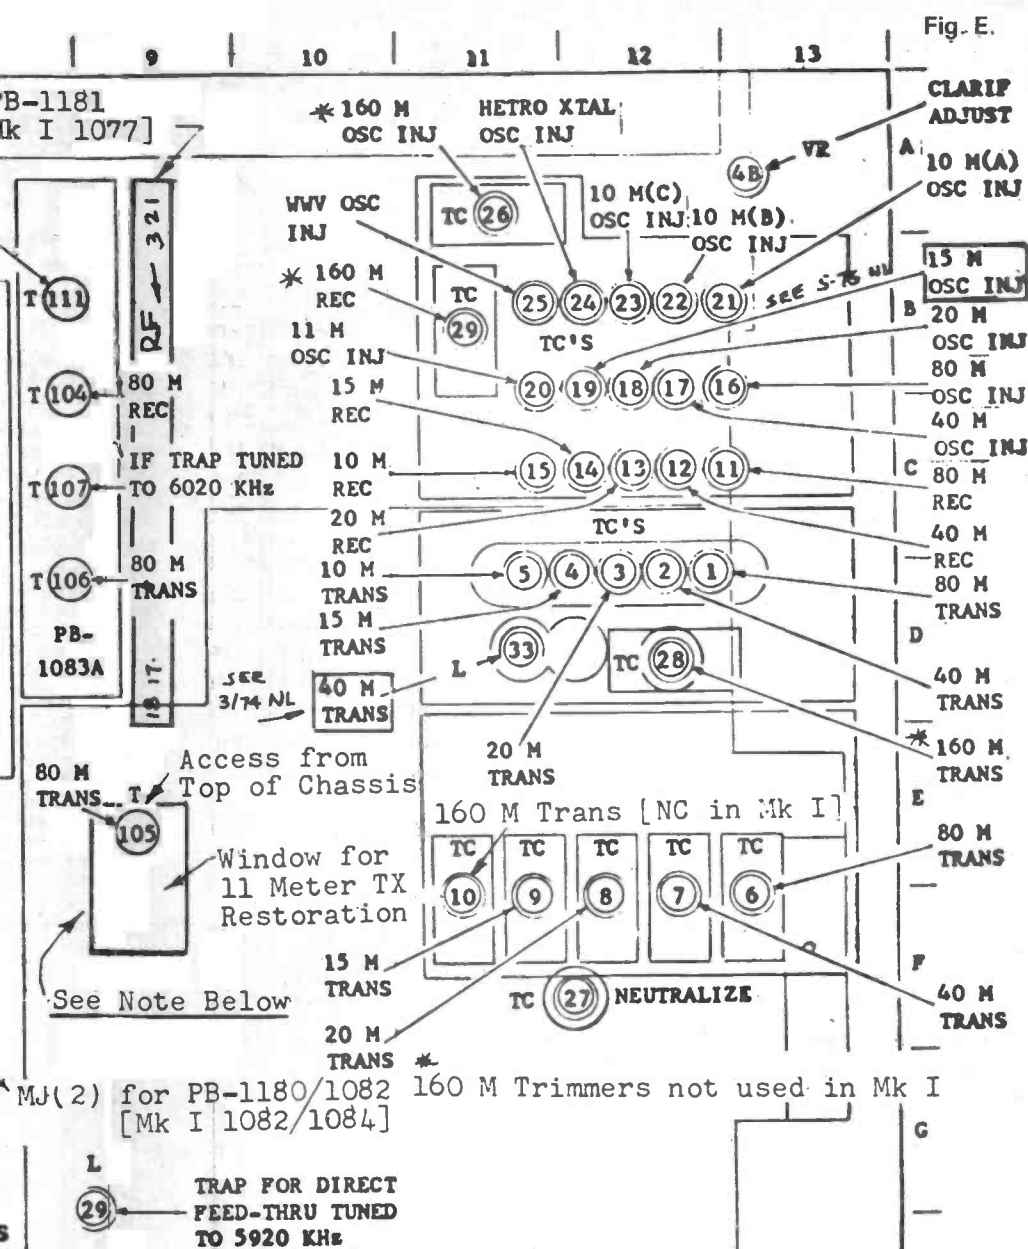 Fig. E.
9 10 11 12 13
PB-1181
Mk I 1077]
* 160 M
OSC INJ
HETRO XTAL
OSC INJ
CLARIF
ADJUST
VR
4B
A
10 M(A)
OSC INJ
TC 26
WWV OSC
INJ
10 M(C)
OSC INJ
10 M(B)
OSC INJ
321
RF
* 160 M
REC
TC
29
25 24 23 22 21
TC'S
SEE 5-75 NL
15 M
OSC INJ
B
20 M
OSC INJ
T 111
11 M
OSC INJ
80 M
OSC INJ
T 104
80 M
REC
15 M
REC
20 19 18 17 16
40 M
OSC INJ
T 107
IF TRAP TUNED
TO 6020 KHz
10 M
REC
15 14 13 12 11
C
80 M
REC
20 M
REC
TC'S
40 M
REC
T 106
80 M
TRANS
10 M
TRANS
5 4 3 2 1
80 M
TRANS
15 M
TRANS
PB-
1083A
18 17
L 33
TC 28
D
SEE
3/74 NL
40 M
TRANS
40 M
TRANS
20 M
TRANS
*
160 M
TRANS
80 M
TRANS
T
105
Access from
Top of Chassis
160 M Trans [NC in Mk I]
E
TC TC TC TC TC
80 M
TRANS
Window for
11 Meter TX
Restoration
10 9 8 7 6
15 M
TRANS
F
TC 27 NEUTRALIZE
40 M
TRANS
See Note Below
20 M
TRANS
*
MJ(2) for PB-1180/1082
[Mk I 1082/1084]
160 M Trimmers not used in Mk I
G
L
29
TRAP FOR DIRECT
FEED-THRU TUNED
TO 5920 KHz
S